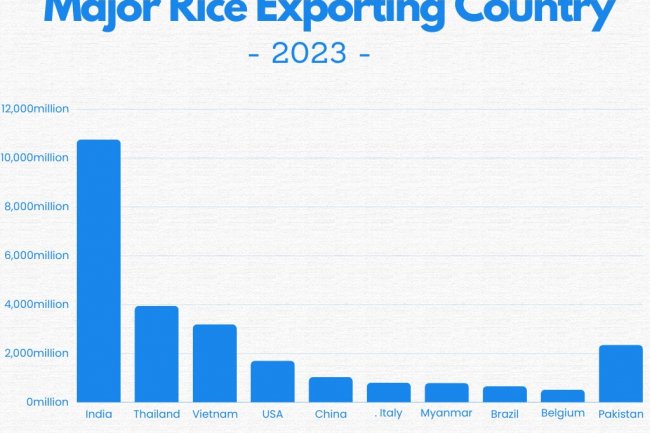 Major Rice Exporting Country
- 2023 -
12,000million
10,000million
8,000million
6,000million
4,000million
2,000million
0million
India Thailand Vietnam USA China . Italy Myanmar Brazil Belgium Pakistan